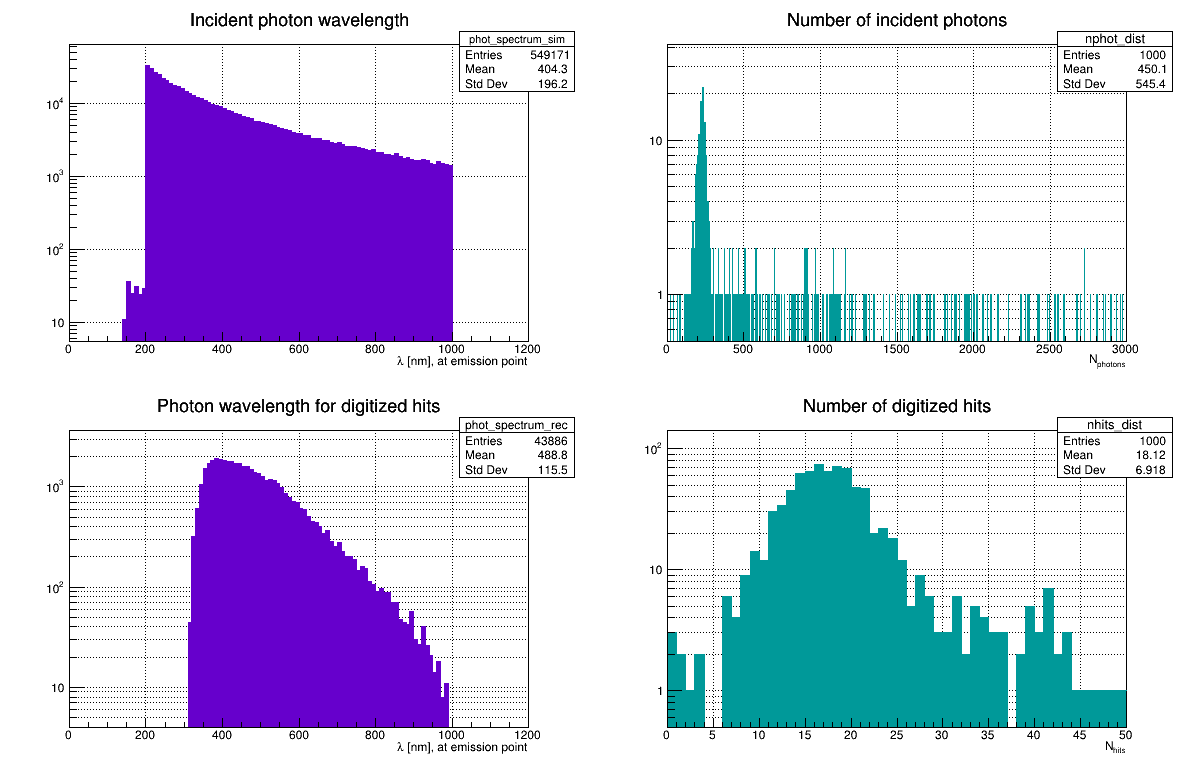 Incident photon wavelength
phot_spectrum_sim
Entries 549171
Mean 404.3
Std Dev 196.2
10⁴
10³
10²
10
0 200 400 600 800 1000 1200
λ [nm], at emission point
Number of incident photons
nphot_dist
Entries 1000
Mean 450.1
Std Dev 545.4
10
1
0 500 1000 1500 2000 2500 3000
Nphotons
Photon wavelength for digitized hits
phot_spectrum_rec
Entries 43886
Mean 488.8
Std Dev 115.5
10³
10²
10
0 200 400 600 800 1000 1200
λ [nm], at emission point
Number of digitized hits
nhits_dist
Entries 1000
Mean 18.12
Std Dev 6.918
10²
10
1
0 5 10 15 20 25 30 35 40 45 50
Nhits